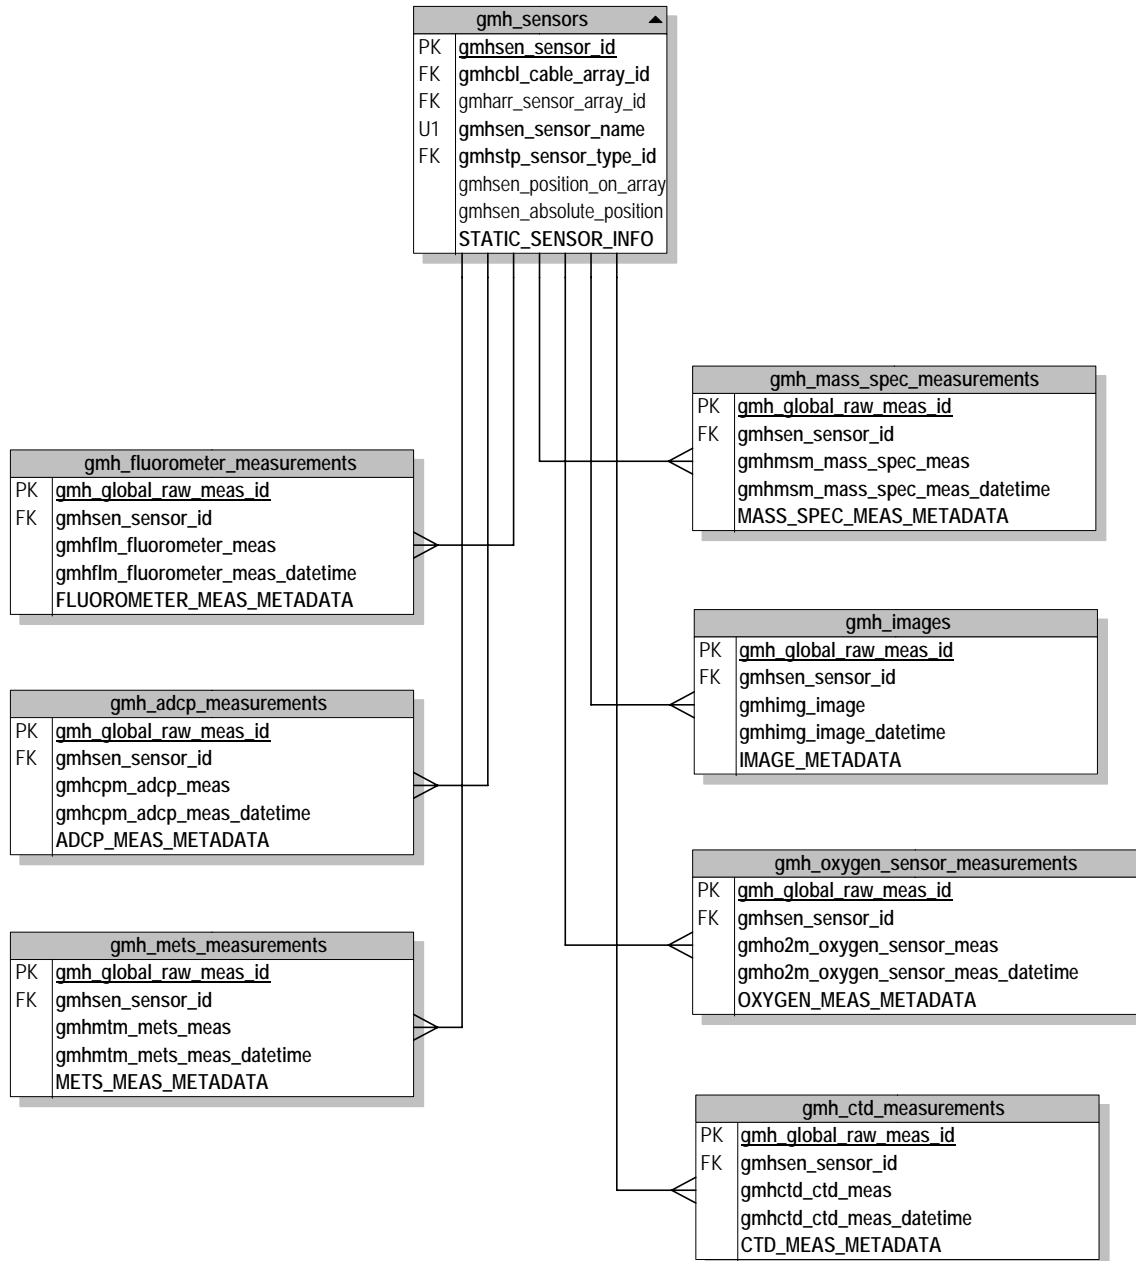 gmh_sensors
PK gmhsen_sensor_id
FK gmhcbl_cable_array_id
FK gmharr_sensor_array_id
U1 gmhsen_sensor_name
FK gmhstp_sensor_type_id
gmhsen_position_on_array
gmhsen_absolute_position
STATIC_SENSOR_INFO
gmh_mass_spec_measurements
PK gmh_global_raw_meas_id
FK gmhsen_sensor_id
gmhmsm_mass_spec_meas
gmhmsm_mass_spec_meas_datetime
MASS_SPEC_MEAS_METADATA
gmh_fluorometer_measurements
PK gmh_global_raw_meas_id
FK gmhsen_sensor_id
gmhflm_fluorometer_meas
gmhflm_fluorometer_meas_datetime
FLUOROMETER_MEAS_METADATA
gmh_images
PK gmh_global_raw_meas_id
FK gmhsen_sensor_id
gmhimg_image
gmhimg_image_datetime
IMAGE_METADATA
gmh_adcp_measurements
PK gmh_global_raw_meas_id
FK gmhsen_sensor_id
gmhcpm_adcp_meas
gmhcpm_adcp_meas_datetime
ADCP_MEAS_METADATA
gmh_oxygen_sensor_measurements
PK gmh_global_raw_meas_id
FK gmhsen_sensor_id
gmho2m_oxygen_sensor_meas
gmho2m_oxygen_sensor_meas_datetime
OXYGEN_MEAS_METADATA
gmh_mets_measurements
PK gmh_global_raw_meas_id
FK gmhsen_sensor_id
gmhmtm_mets_meas
gmhmtm_mets_meas_datetime
METS_MEAS_METADATA
gmh_ctd_measurements
PK gmh_global_raw_meas_id
FK gmhsen_sensor_id
gmhctd_ctd_meas
gmhctd_ctd_meas_datetime
CTD_MEAS_METADATA